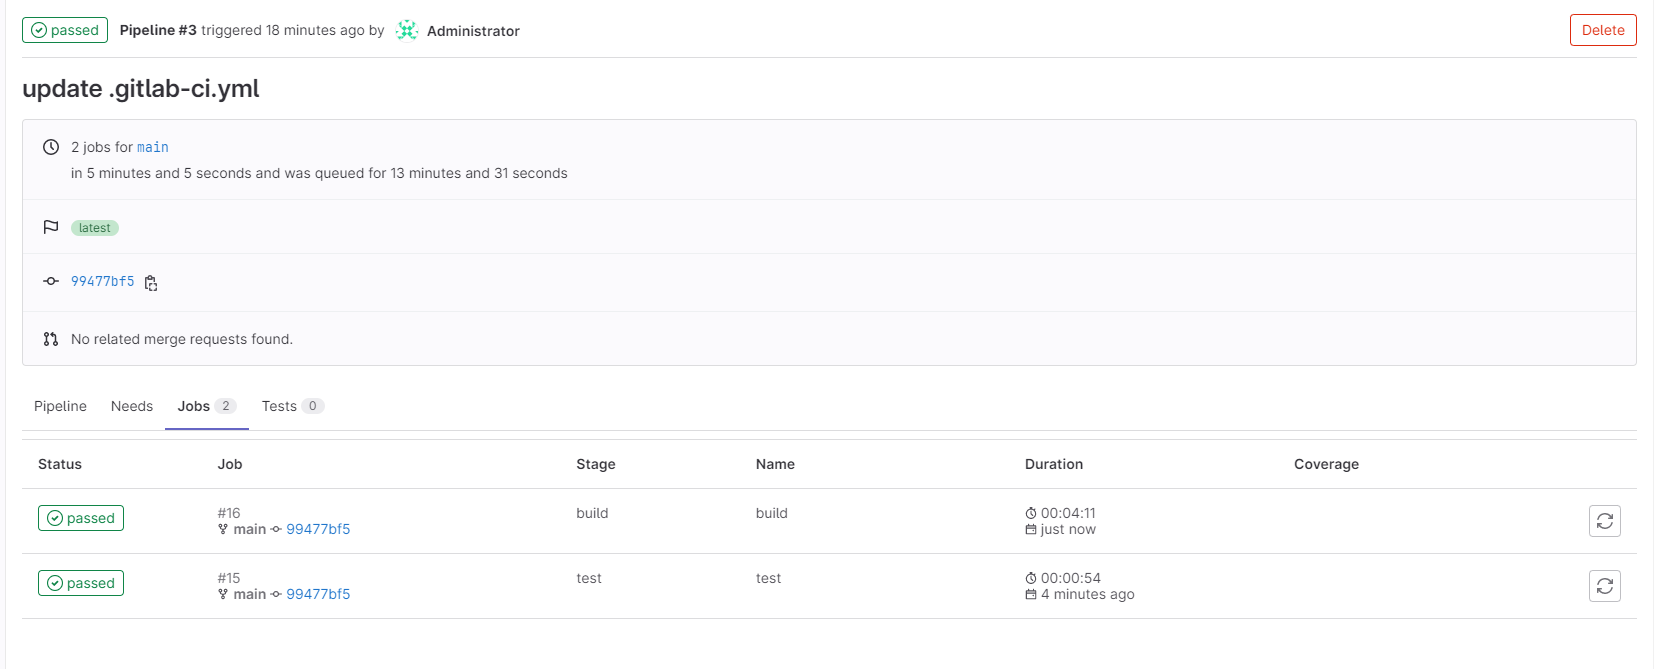 passed Pipeline #3 triggered 18 minutes ago by Administrator Delete
update .gitlab-ci.yml
2 jobs for main
in 5 minutes and 5 seconds and was queued for 13 minutes and 31 seconds
latest
99477bf5
No related merge requests found.
Pipeline Needs Jobs 2 Tests 0
Status Job Stage Name Duration Coverage
passed #16 build build 00:04:11
main 99477bf5 just now
passed #15 test test 00:00:54
main 99477bf5 4 minutes ago